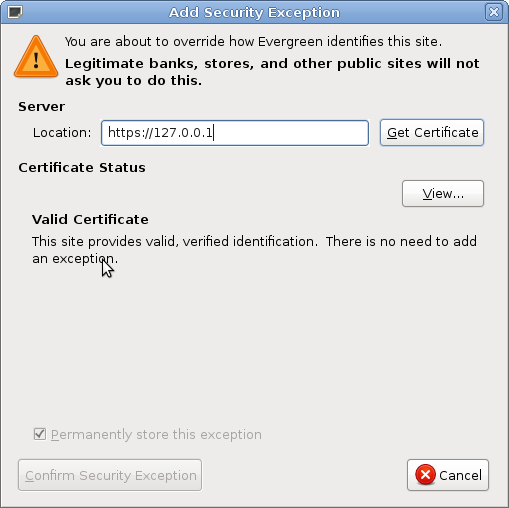 Add Security Exception
You are about to override how Evergreen identifies this site.
Legitimate banks, stores, and other public sites will not
ask you to do this.
Server
Location: https://127.0.0.1 Get Certificate
Certificate Status
View...
Valid Certificate
This site provides valid, verified identification. There is no need to add
an exception.
Permanently store this exception
Confirm Security Exception Cancel